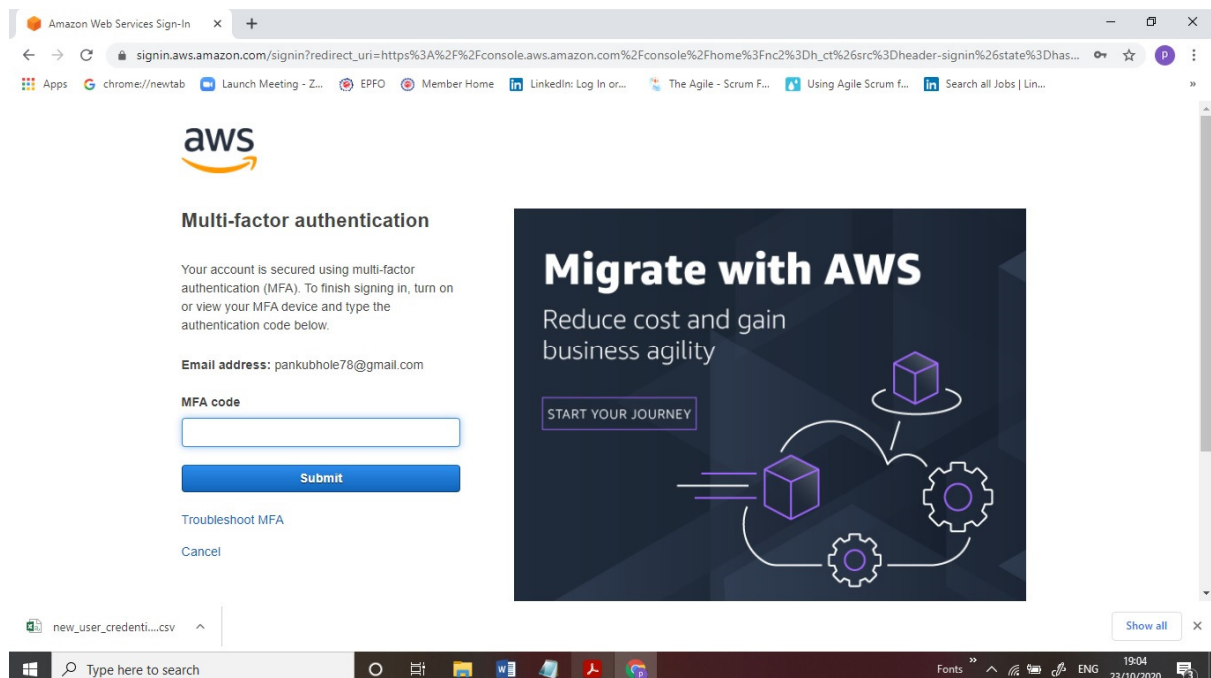 Amazon Web Services Sign-In
signin.aws.amazon.com/signin?redirect_uri=https%3A%2F%2Fconsole.aws.amazon.com%2Fconsole%2Fhome%3Fnc2%3Dh_ct%26src%3Dheader-signin%26state%3Dhas...
P
Apps G chrome://newtab Launch Meeting - Z... EPFO Member Home in LinkedIn: Log In or... The Agile - Scrum F... Using Agile Scrum f... in Search all Jobs | Lin... »
aws
Multi-factor authentication
Your account is secured using multi-factor
authentication (MFA). To finish signing in, turn on
or view your MFA device and type the
authentication code below.
Email address: pankubhole78@gmail.com
MFA code
Submit
Troubleshoot MFA
Cancel
Migrate with AWS
Reduce cost and gain
business agility
START YOUR JOURNEY
new_user_credenti....csv
Show all
Type here to search
Fonts » ENG 19:04
23/10/2020